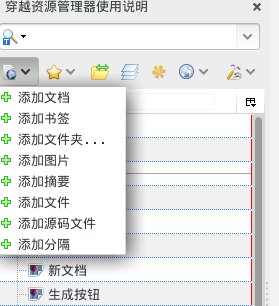 穿越资源管理器使用说明
添加文档
添加书签
添加文件夹...
添加图片
添加摘要
添加文件
添加源码文件
添加分隔
新文档
生成按钮